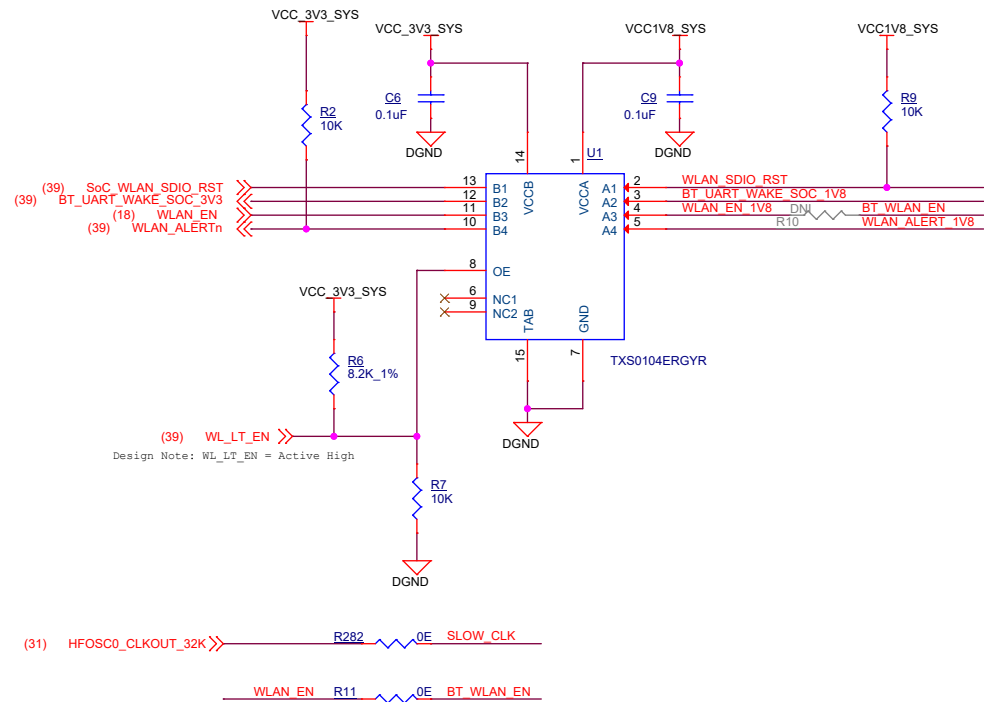 VCC_3V3_SYS
VCC_3V3_SYS
VCC1V8_SYS
VCC1V8_SYS
R2
10K
C6
0.1uF
DGND
C9
0.1uF
DGND
R9
10K
14
1
U1
VCCB
VCCA
(39) SoC_WLAN_SDIO_RST
13
B1
A1
2
WLAN_SDIO_RST
(39) BT_UART_WAKE_SOC_3V3
12
B2
A2
3
BT_UART_WAKE_SOC_1V8
(18) WLAN_EN
11
B3
A3
4
WLAN_EN_1V8
DNI
R10
BT_WLAN_EN
(39) WLAN_ALERTn
10
B4
A4
5
WLAN_ALERT_1V8
8
OE
6
NC1
9
NC2
TAB
GND
15
7
TXS0104ERGYR
DGND
VCC_3V3_SYS
R6
8.2K_1%
(39) WL_LT_EN
Design Note: WL_LT_EN = Active High
R7
10K
DGND
(31) HFOSC0_CLKOUT_32K
R282
0E
SLOW_CLK
WLAN_EN
R11
0E
BT_WLAN_EN